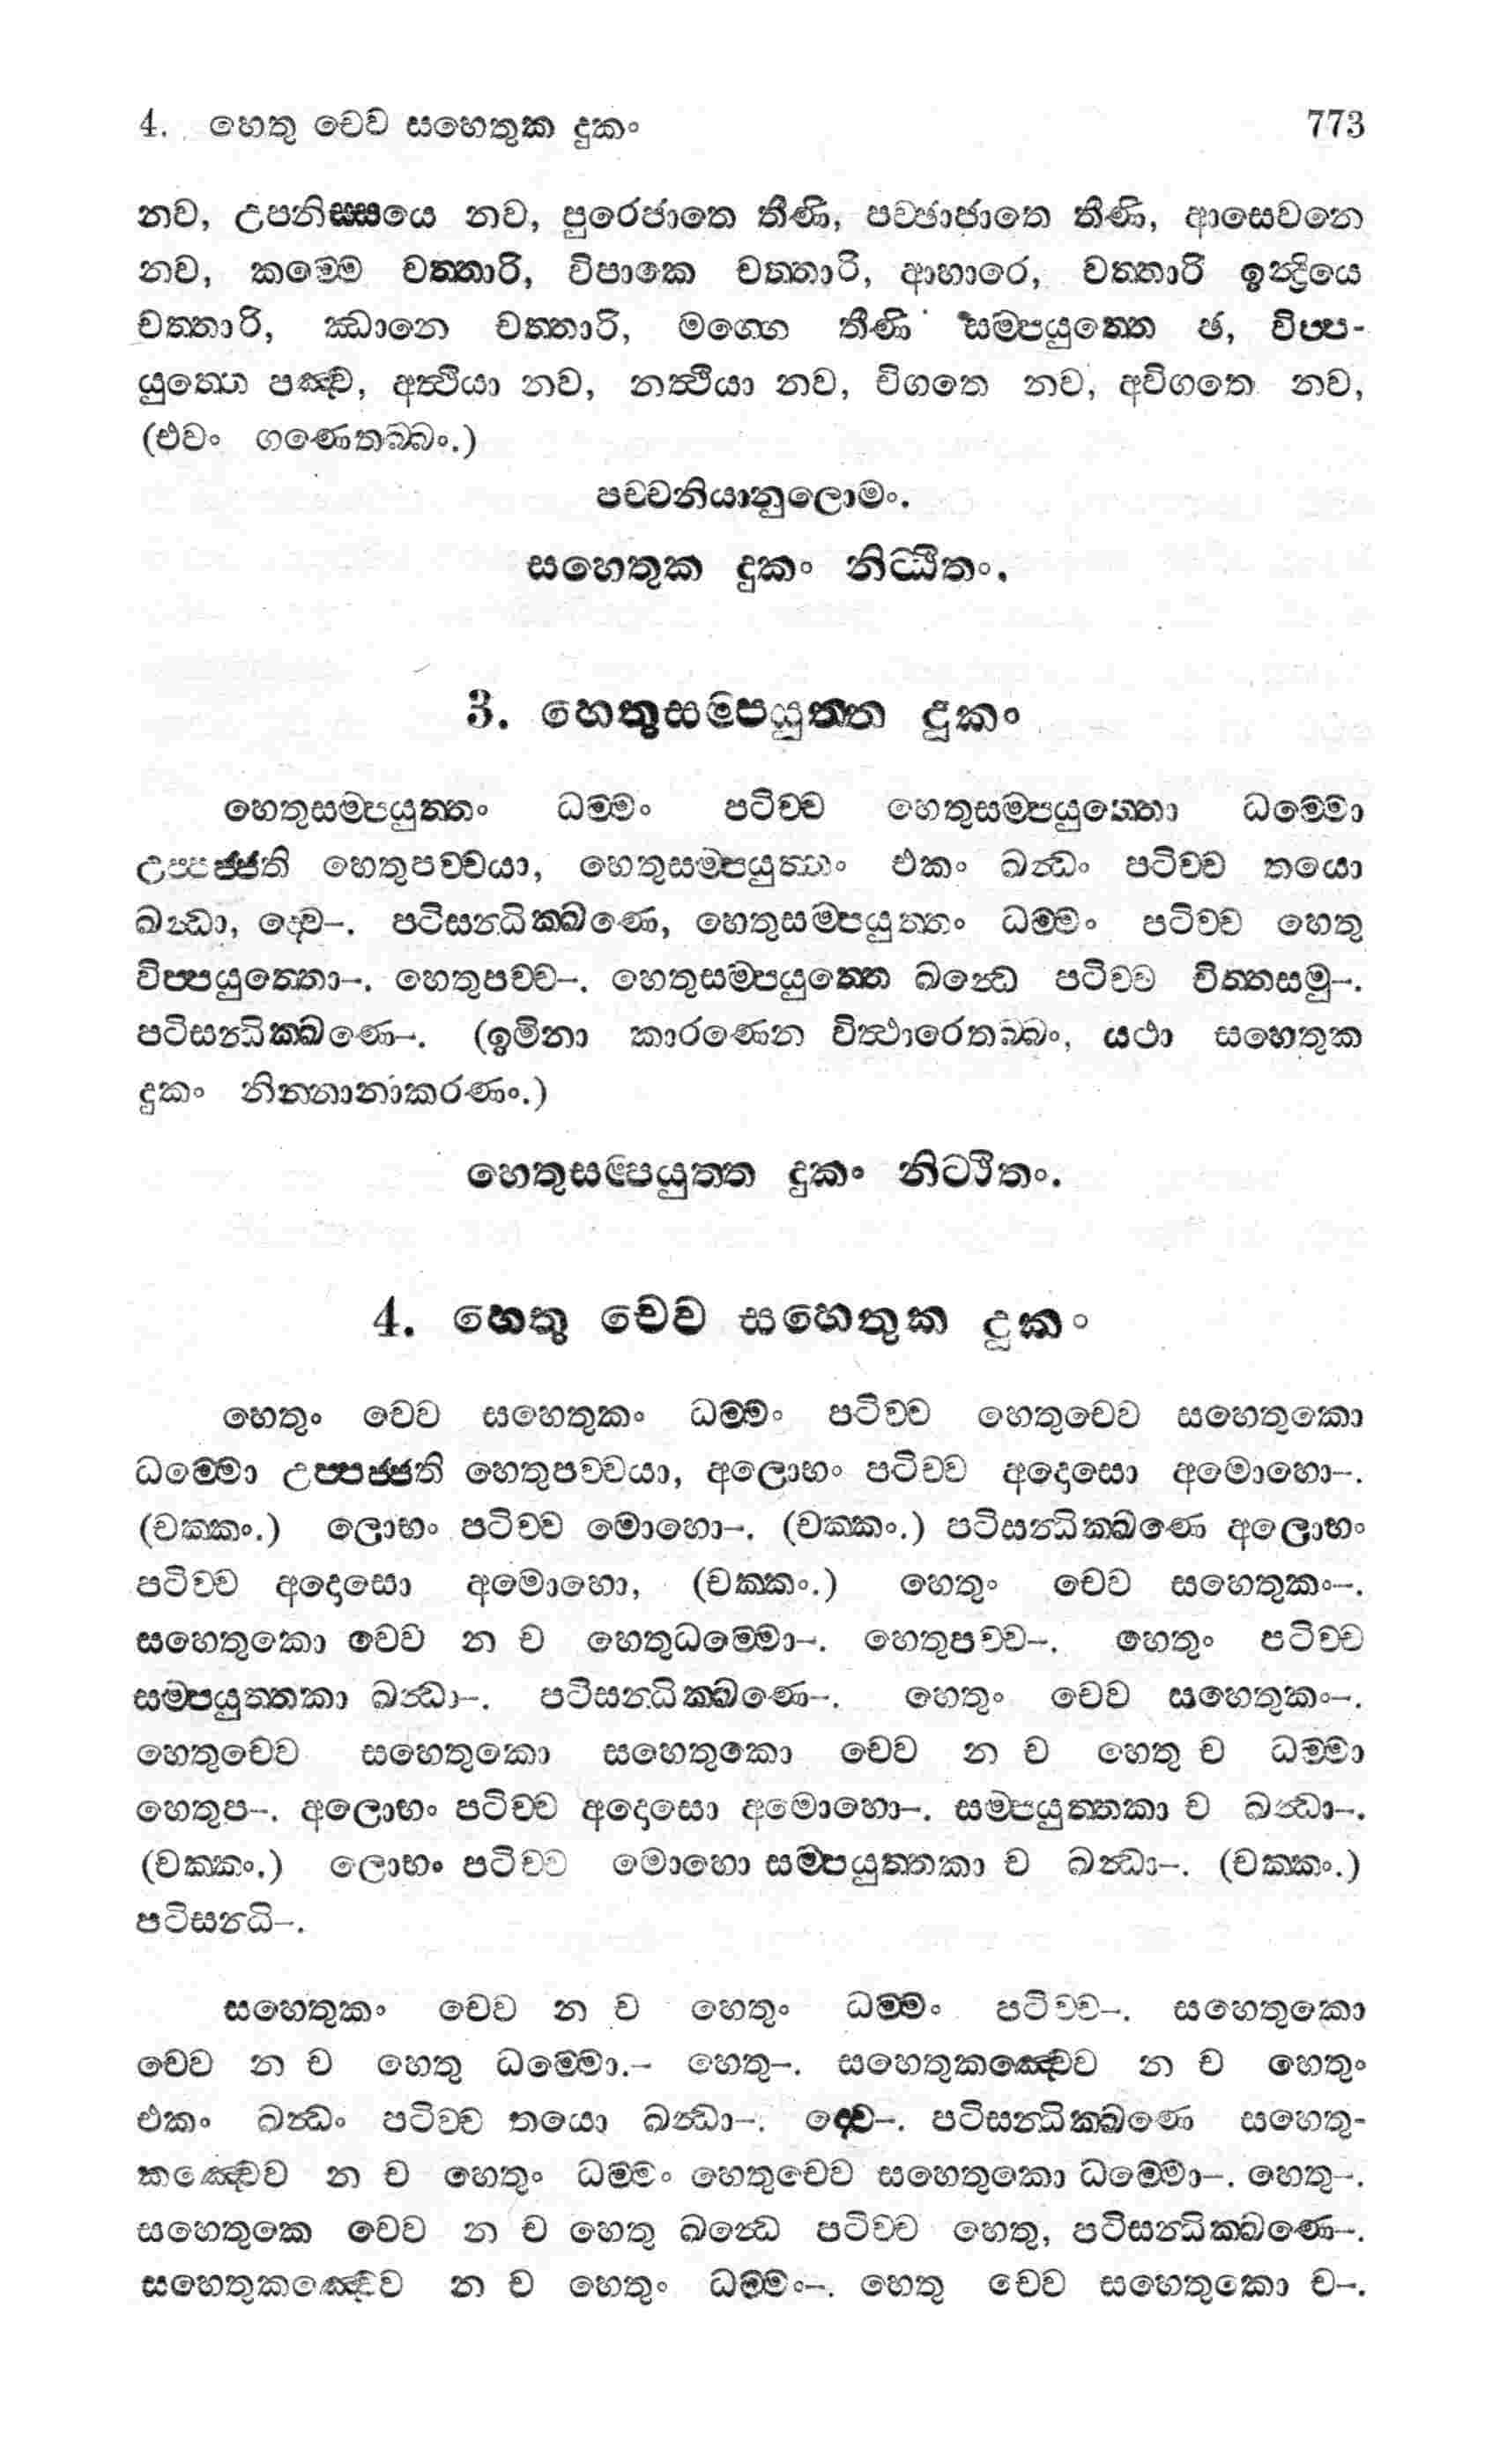 4. හෙතු චෙව සහෙතුක දුකං 773
නව, උපනිස්සයෙ නව, පුරෙජාතෙ තීණි, පච්ඡාජාතෙ තීණි, ආසෙවනෙ
නව, කම්මෙ චත්තාරි, විපාකෙ චත්තාරි, ආහාරෙ, චත්තාරි ඉන්ද්‍රියෙ
චත්තාරි, ඣානෙ චත්තාරි, මග්ගෙ තීණි සම්පයුත්තෙ ඡ, විප්ප-
යුත්තෙ පඤ්ච, අත්ථියා නව, නත්ථියා නව, විගතෙ නව, අවිගතෙ නව,
(එවං ගණෙතබ්බං.)
පච්චනියානුලොමං.
සහෙතුක දුකං නිට්ඨිතං.
3. හෙතුසම්පයුත්ත දුකං
හෙතුසම්පයුත්තං ධම්මං පටිච්ච හෙතුසම්පයුත්තො ධම්මො
උප්පජ්ජති හෙතුපච්චයා, හෙතුසම්පයුත්තං එකං ඛන්ධං පටිච්ච තයො
ඛන්ධා, ද්වෙ-. පටිසන්ධික්ඛණෙ, හෙතුසම්පයුත්තං ධම්මං පටිච්ච හෙතු
විප්පයුත්තො-. හෙතුපච්ච-. හෙතුසම්පයුත්තෙ ඛන්ධෙ පටිච්ච චිත්තසමු-.
පටිසන්ධික්ඛණෙ-. (ඉමිනා කාරණෙන විත්ථාරෙතබ්බං, යථා සහෙතුක
දුකං නින්නානාකරණං.)
හෙතුසම්පයුත්ත දුකං නිට්ඨිතං.
4. හෙතු චෙව සහෙතුක දුකං
හෙතුං චෙව සහෙතුකං ධම්මං පටිච්ච හෙතුචෙව සහෙතුකො
ධම්මො උප්පජ්ජති හෙතුපච්චයා, අලොභං පටිච්ච අදොසො අමොහො-.
(චක්කං.) ලොභං පටිච්ච මොහො-. (චක්කං.) පටිසන්ධික්ඛණෙ අලොභං
පටිච්ච අදොසො අමොහො, (චක්කං.) හෙතුං චෙව සහෙතුකං-.
සහෙතුකො චෙව න ච හෙතුධම්මො-. හෙතුපච්ච-. හෙතුං පටිච්ච
සම්පයුත්තකා ඛන්ධා-. පටිසන්ධික්ඛණෙ-. හෙතුං චෙව සහෙතුකං-.
හෙතුචෙව සහෙතුකො සහෙතුකො චෙව න ච හෙතු ච ධම්මා
හෙතුප-. අලොභං පටිච්ච අදොසො අමොහො-. සම්පයුත්තකා ච ඛන්ධා-.
(චක්කං.) ලොභං පටිච්ච මොහො සම්පයුත්තකා ච ඛන්ධා-. (චක්කං.)
පටිසන්ධි-.
සහෙතුකං චෙව න ච හෙතුං ධම්මං පටිච්ච-. සහෙතුකො
චෙව න ච හෙතු ධම්මො.- හෙතු-. සහෙතුකඤ්චෙව න ච හෙතුං
එකං ඛන්ධං පටිච්ච තයො ඛන්ධා-. ද්වෙ-. පටිසන්ධික්ඛණෙ සහෙතු-
කඤ්චෙව න ච හෙතුං ධම්මං හෙතුචෙව සහෙතුකො ධම්මො-. හෙතු-.
සහෙතුකෙ චෙව න ච හෙතු ඛන්ධෙ පටිච්ච හෙතු, පටිසන්ධික්ඛණෙ-.
සහෙතුකඤ්චෙව න ච හෙතුං ධම්මං-. හෙතු චෙව සහෙතුකො ච-.